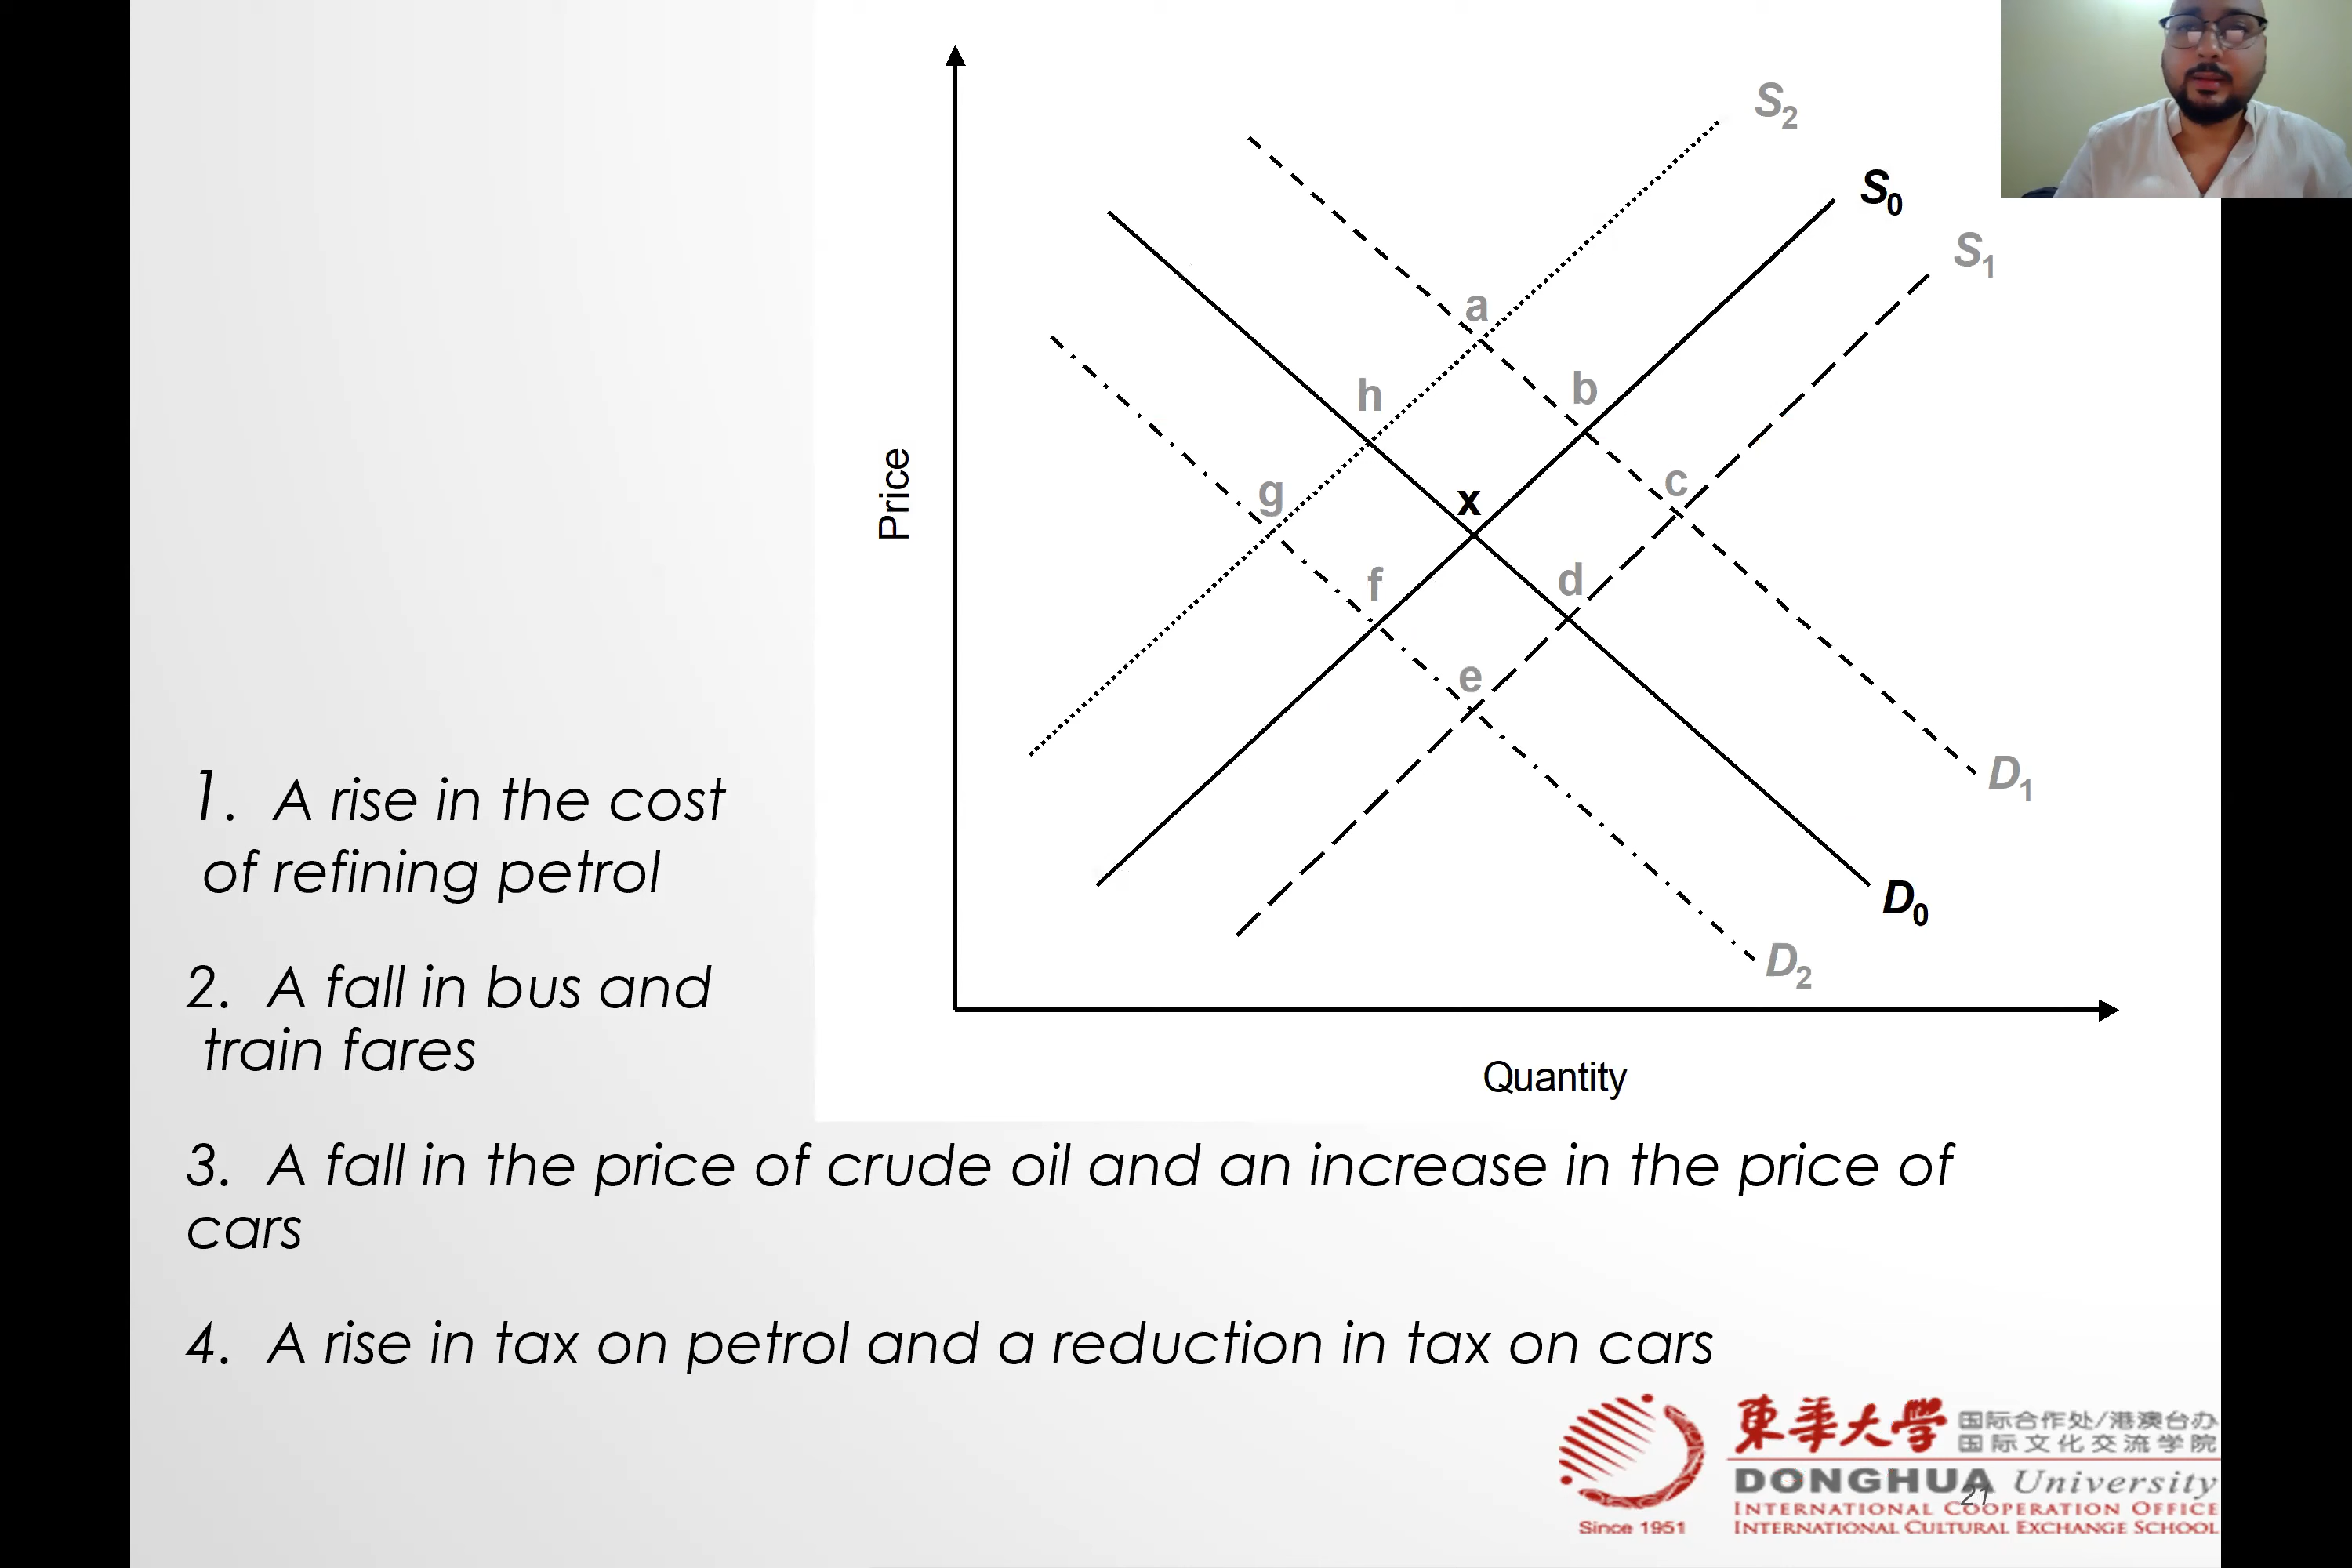 S2
S0
S1
a
h
b
Price
g
x
c
f
d
e
D1
D0
D2
Quantity
1. A rise in the cost
of refining petrol
2. A fall in bus and
train fares
3. A fall in the price of crude oil and an increase in the price of
cars
4. A rise in tax on petrol and a reduction in tax on cars
東華大學
国际合作处/港澳台办
国际文化交流学院
DONGHUA University
21
INTERNATIONAL COOPERATION OFFICE
INTERNATIONAL CULTURAL EXCHANGE SCHOOL
Since 1951